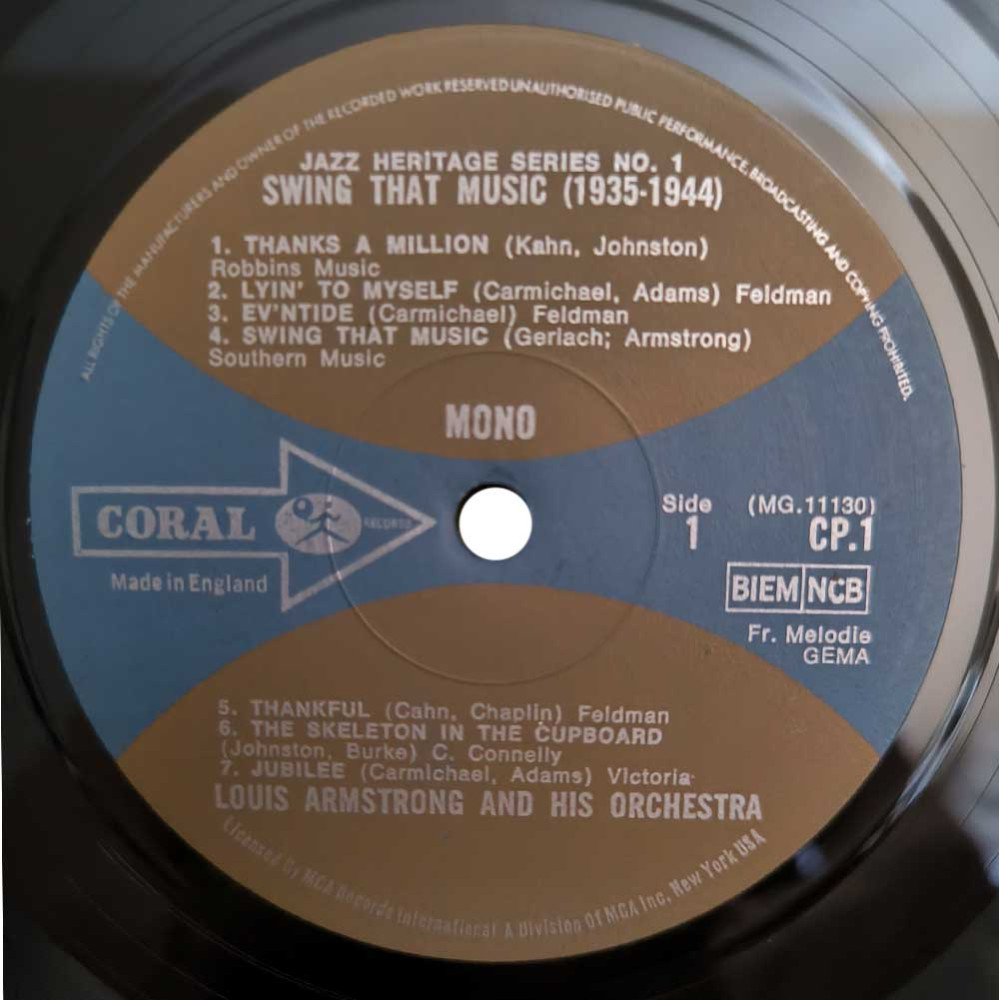 ALL RIGHTS OF THE MANUFACTURERS AND OWNER OF THE RECORDED WORK RESERVED UNAUTHORISED PUBLIC PERFORMANCE, BROADCASTING AND COPYING PROHIBITED.
JAZZ HERITAGE SERIES NO. 1
SWING THAT MUSIC (1935-1944)
1. THANKS A MILLION (Kahn, Johnston)
Robbins Music
2. LYIN' TO MYSELF (Carmichael, Adams) Feldman
3. EV'NTIDE (Carmichael) Feldman
4. SWING THAT MUSIC (Gerlach; Armstrong)
Southern Music
MONO
CORAL RECORDS
Made in England
Side (MG.11130)
1 CP.1
BIEM NCB
Fr. Melodie
GEMA
5. THANKFUL (Cahn, Chaplin) Feldman
6. THE SKELETON IN THE CUPBOARD
(Johnston, Burke) C. Connelly
7. JUBILEE (Carmichael, Adams) Victoria
LOUIS ARMSTRONG AND HIS ORCHESTRA
Licensed By MCA Records International A Division Of MCA Inc, New York USA